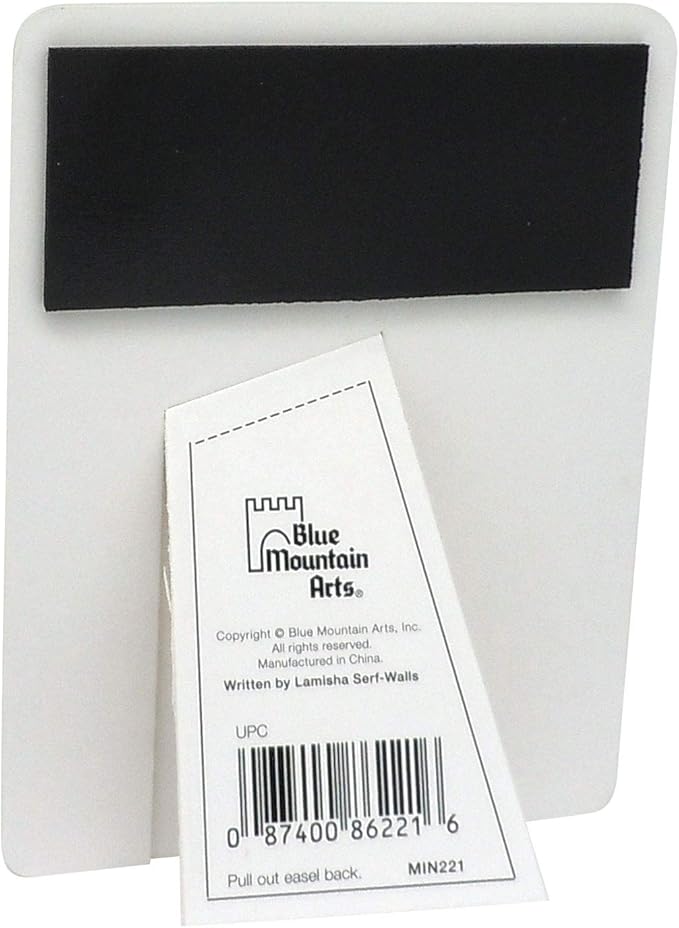 Blue
Mountain
Arts®
Copyright © Blue Mountain Arts, Inc.
All rights reserved.
Manufactured in China.
Written by Lamisha Serf-Walls
UPC
0 87400 86221 6
Pull out easel back. MIN221